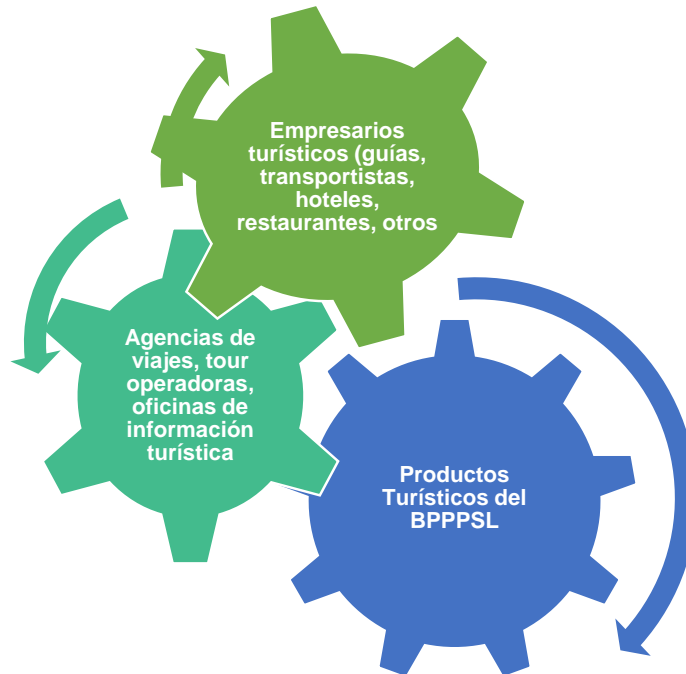 Empresarios
turísticos (guías,
transportistas,
hoteles,
restaurantes, otros
Agencias de
viajes, tour
operadoras,
oficinas de
información
turística
Productos
Turísticos del
BPPPSL